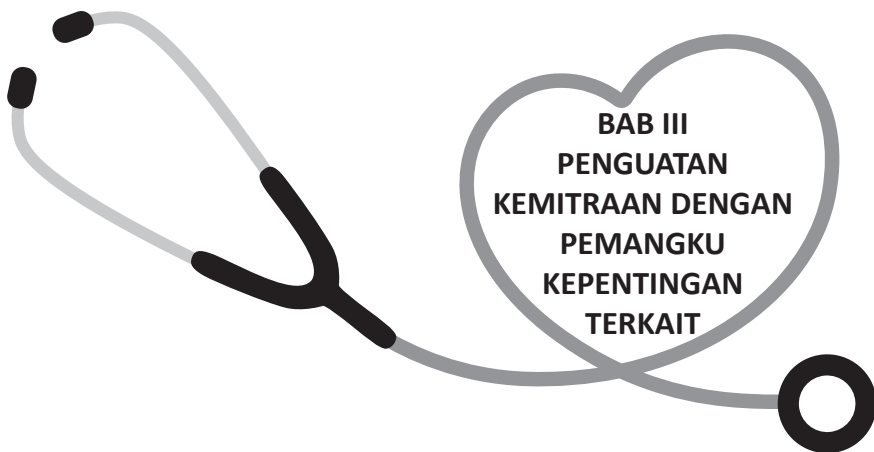 BAB III
PENGUATAN
KEMITRAAN DENGAN
PEMANGKU
KEPENTINGAN
TERKAIT